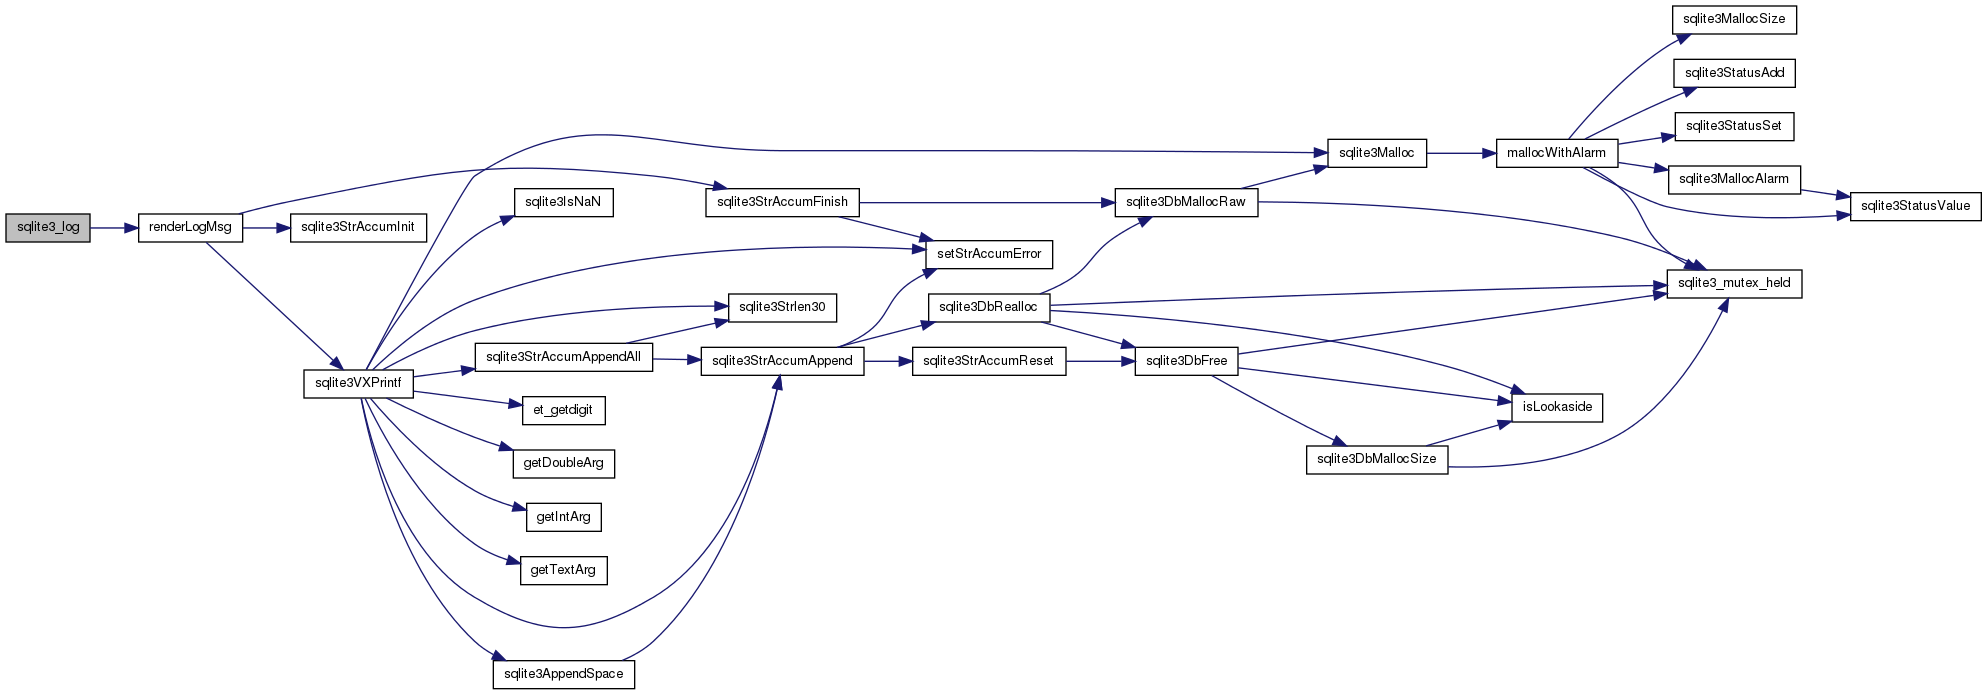 sqlite3_log
renderLogMsg
sqlite3StrAccumInit
sqlite3VXPrintf
sqlite3IsNaN
sqlite3StrAccumAppendAll
et_getdigit
getDoubleArg
getIntArg
getTextArg
sqlite3AppendSpace
sqlite3StrAccumFinish
sqlite3Strlen30
sqlite3StrAccumAppend
setStrAccumError
sqlite3DbRealloc
sqlite3StrAccumReset
sqlite3DbMallocRaw
sqlite3DbFree
sqlite3Malloc
sqlite3DbMallocSize
mallocWithAlarm
isLookaside
sqlite3MallocSize
sqlite3StatusAdd
sqlite3StatusSet
sqlite3MallocAlarm
sqlite3_mutex_held
sqlite3StatusValue